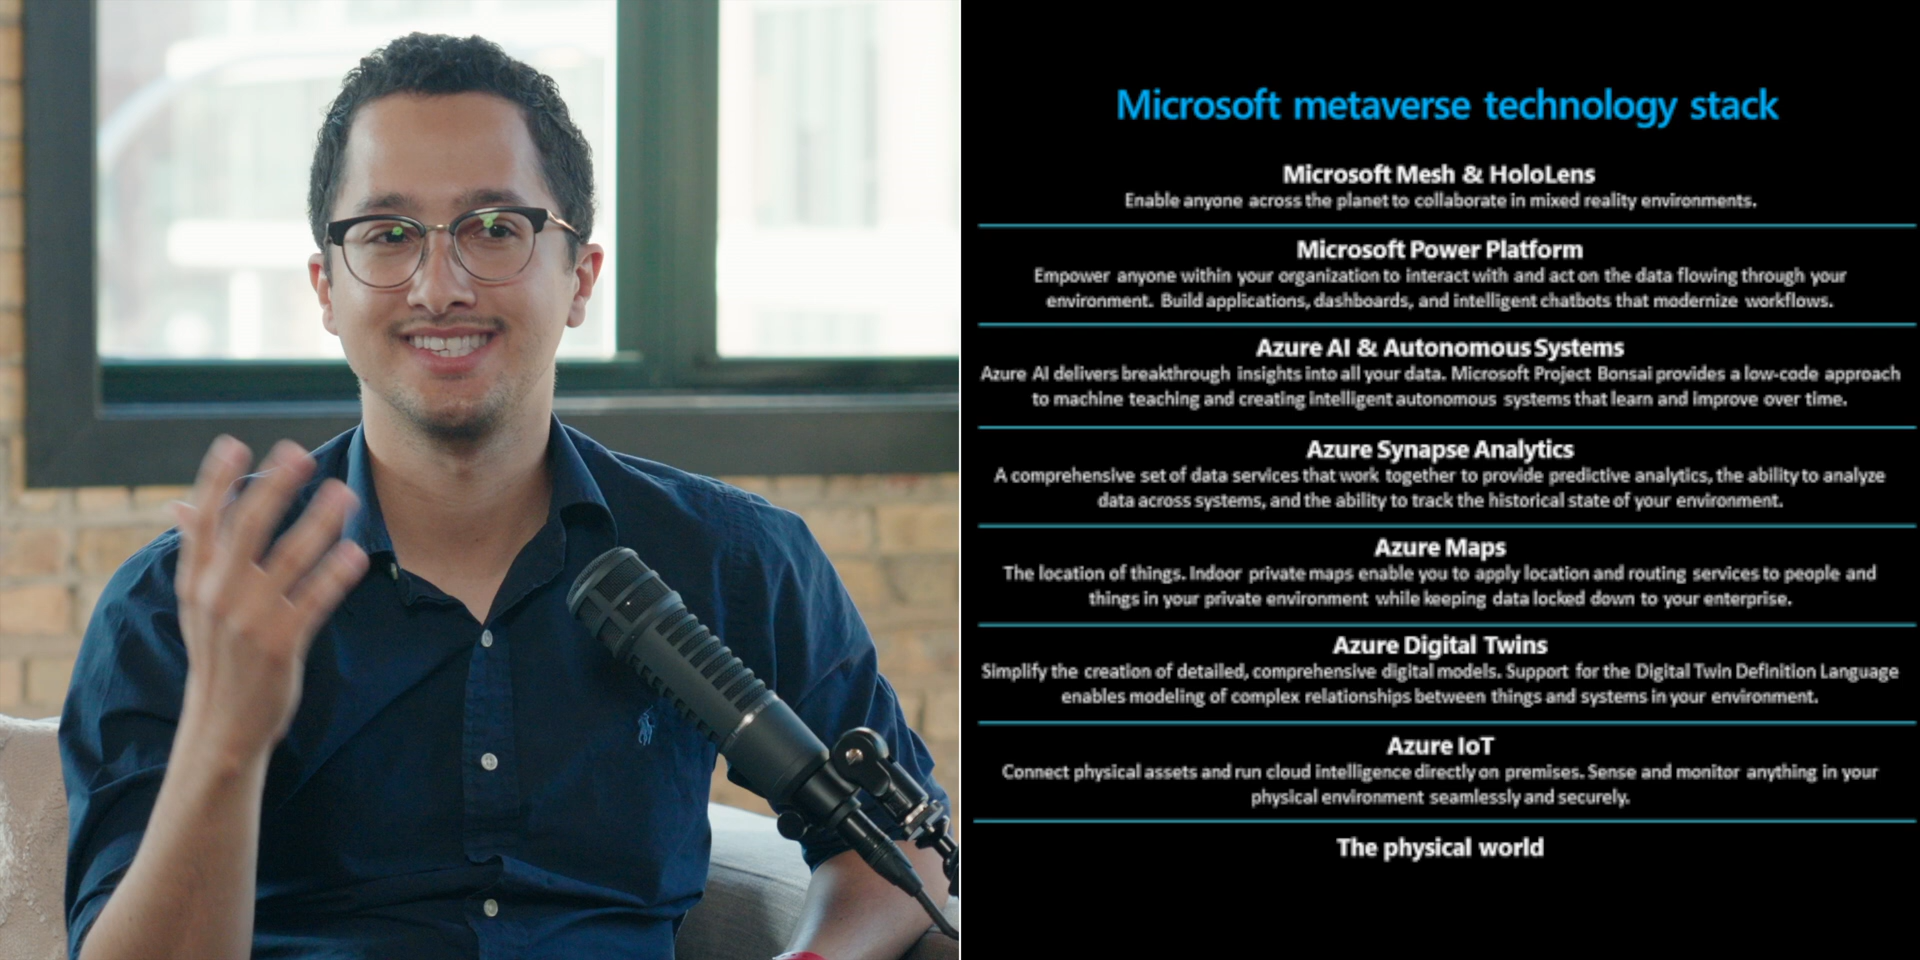 Microsoft metaverse technology stack
Microsoft Mesh & HoloLens
Enable anyone across the planet to collaborate in mixed reality environments.
Microsoft Power Platform
Empower anyone within your organization to interact with and act on the data flowing through your
environment. Build applications, dashboards, and intelligent chatbots that modernize workflows.
Azure AI & Autonomous Systems
Azure AI delivers breakthrough insights into all your data. Microsoft Project Bonsai provides a low-code approach
to machine teaching and creating intelligent autonomous systems that learn and improve over time.
Azure Synapse Analytics
A comprehensive set of data services that work together to provide predictive analytics, the ability to analyze
data across systems, and the ability to track the historical state of your environment.
Azure Maps
The location of things. Indoor private maps enable you to apply location and routing services to people and
things in your private environment while keeping data locked down to your enterprise.
Azure Digital Twins
Simplify the creation of detailed, comprehensive digital models. Support for the Digital Twin Definition Language
enables modeling of complex relationships between things and systems in your environment.
Azure IoT
Connect physical assets and run cloud intelligence directly on premises. Sense and monitor anything in your
physical environment seamlessly and securely.
The physical world